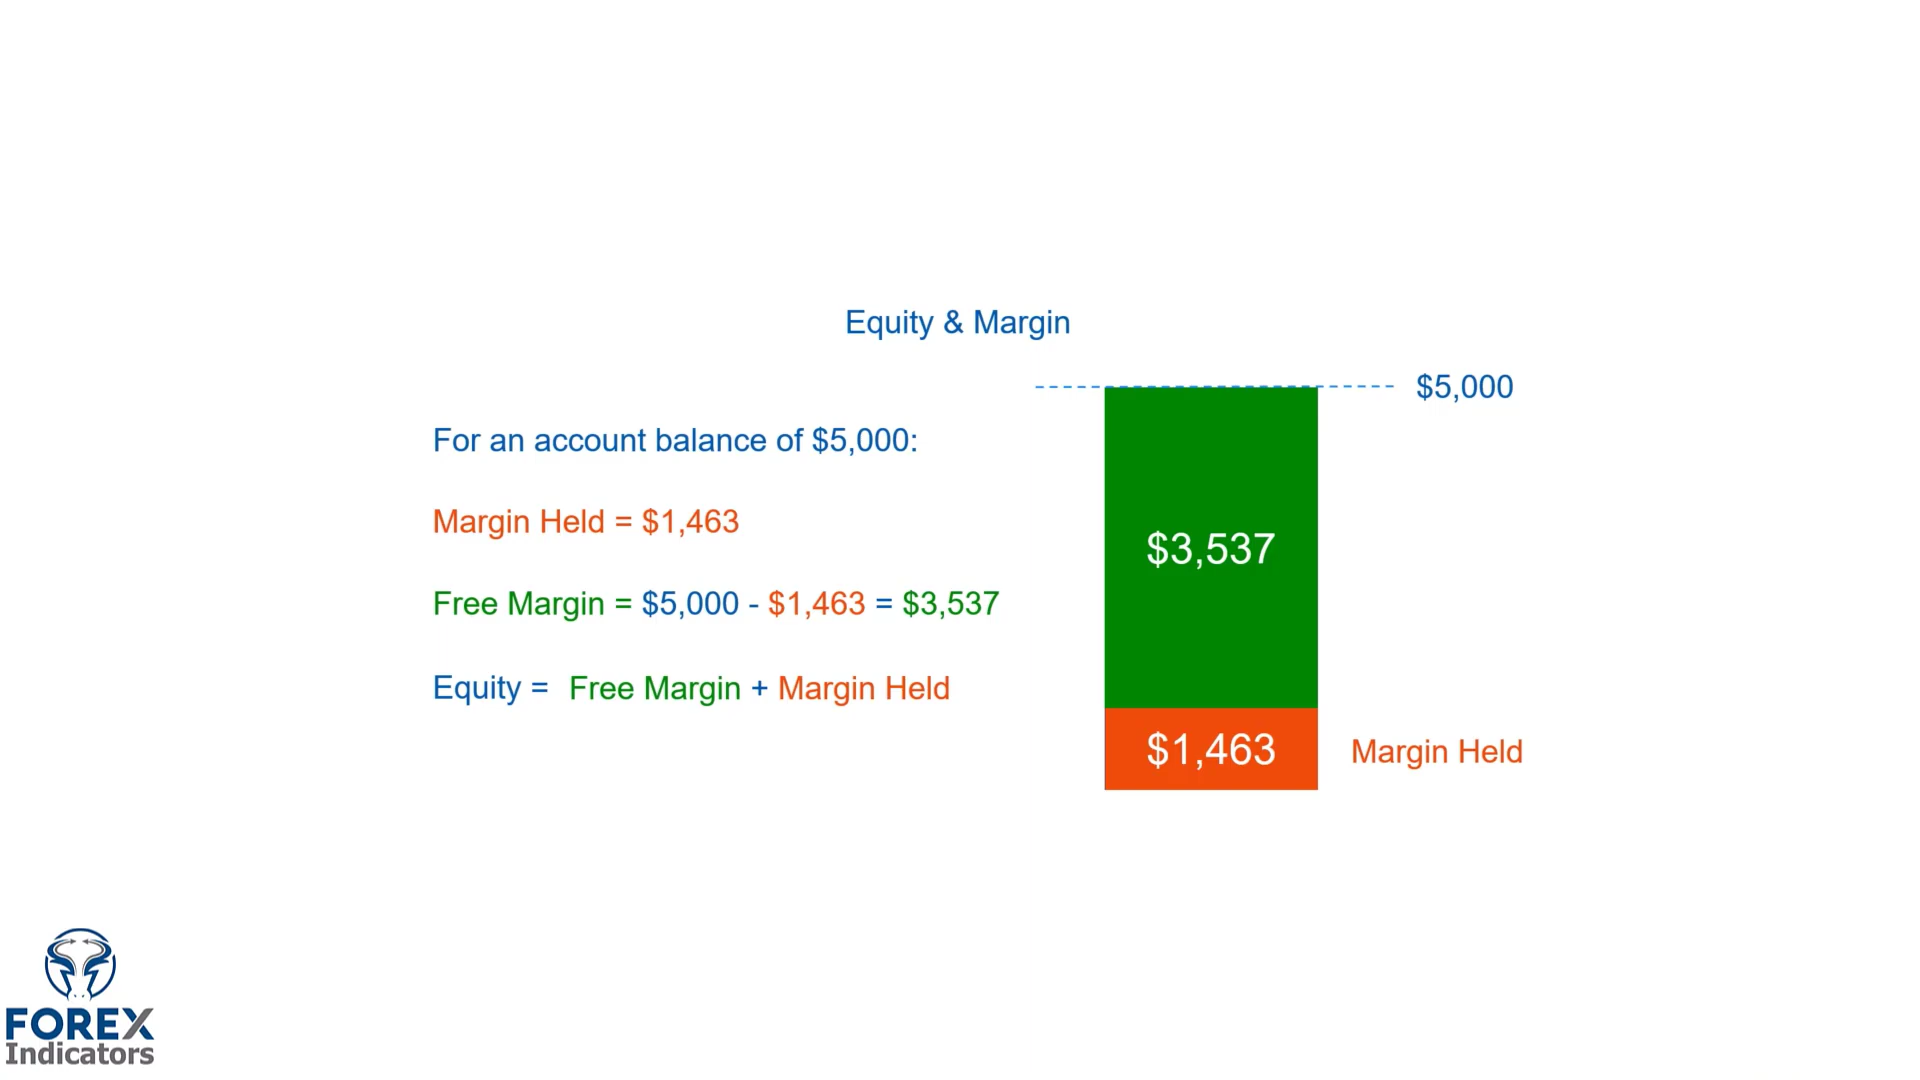 Equity & Margin
$5,000
For an account balance of $5,000:
Margin Held = $1,463
$3,537
Free Margin = $5,000 - $1,463 = $3,537
Equity = Free Margin + Margin Held
$1,463
Margin Held
FOREX
Indicators